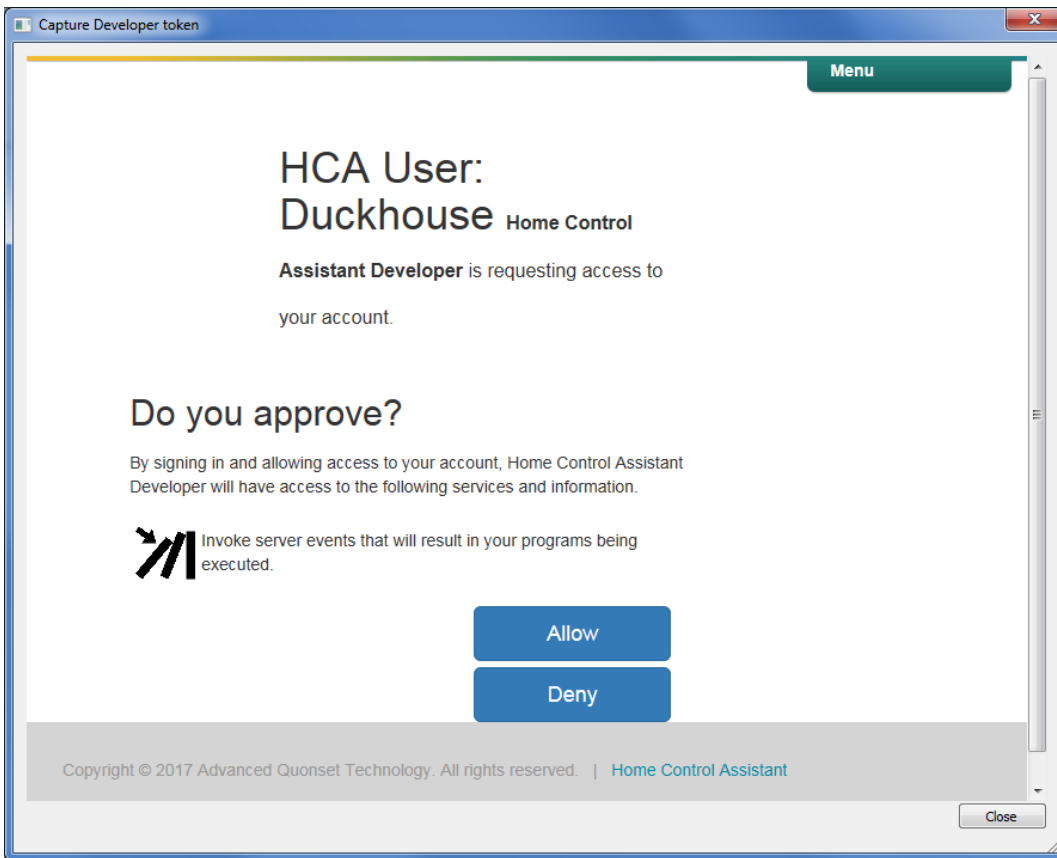 Capture Developer token
Menu
HCA User:
Duckhouse Home Control
Assistant Developer is requesting access to
your account.
Do you approve?
By signing in and allowing access to your account, Home Control Assistant
Developer will have access to the following services and information.
Invoke server events that will result in your programs being
executed.
Allow
Deny
Copyright © 2017 Advanced Quonset Technology. All rights reserved. | Home Control Assistant
Close